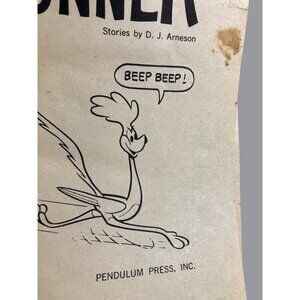 UNNER
Stories by D. J. Arneson
BEEP BEEP!
PENDULUM PRESS, INC.